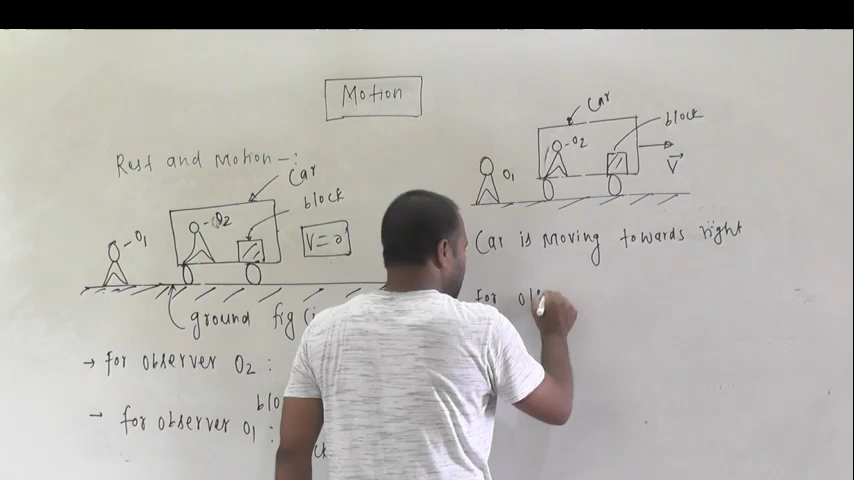 Motion
Rest and Motion -:
Car
block
O1
O2
V=0
ground fig
→ for observer O2 :
→ for observer O1 :
Car
block
O2
O1
V
Car is moving towards right
for